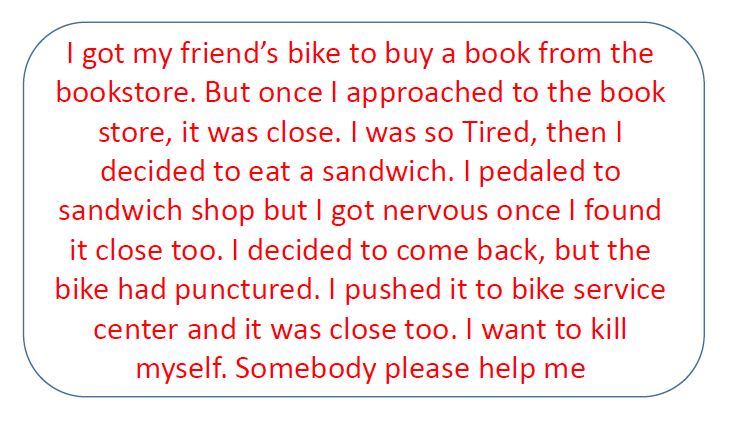 I got my friend’s bike to buy a book from the
bookstore. But once I approached to the book
store, it was close. I was so Tired, then I
decided to eat a sandwich. I pedaled to
sandwich shop but I got nervous once I found
it close too. I decided to come back, but the
bike had punctured. I pushed it to bike service
center and it was close too. I want to kill
myself. Somebody please help me